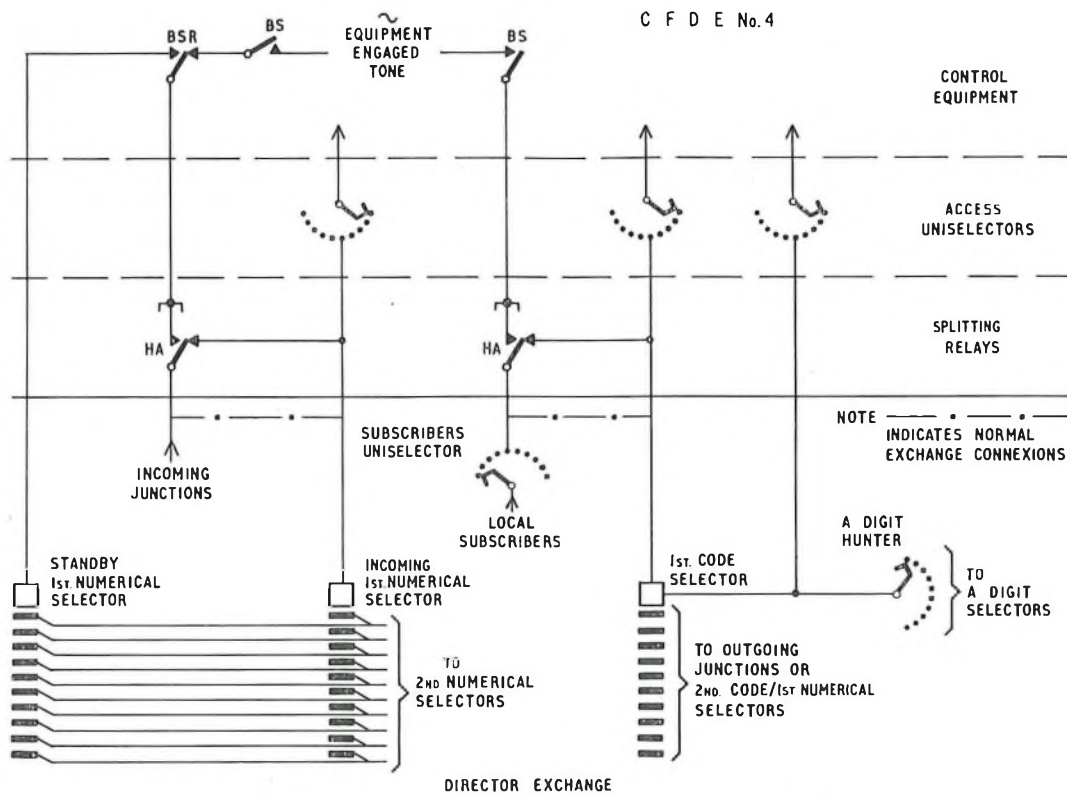 C F D E No. 4
BSR
BS
~
EQUIPMENT
ENGAGED
TONE
BS
CONTROL
EQUIPMENT
ACCESS
UNISELECTORS
HA
HA
SPLITTING
RELAYS
NOTE
INDICATES NORMAL
EXCHANGE CONNEXIONS
SUBSCRIBERS
UNISELECTOR
INCOMING
JUNCTIONS
LOCAL
SUBSCRIBERS
A DIGIT
HUNTER
TO
A DIGIT
SELECTORS
STANDBY
1ST. NUMERICAL
SELECTOR
INCOMING
1ST. NUMERICAL
SELECTOR
1ST. CODE
SELECTOR
TO
2ND NUMERICAL
SELECTORS
TO OUTGOING
JUNCTIONS OR
2ND. CODE/1ST NUMERICAL
SELECTORS
DIRECTOR EXCHANGE